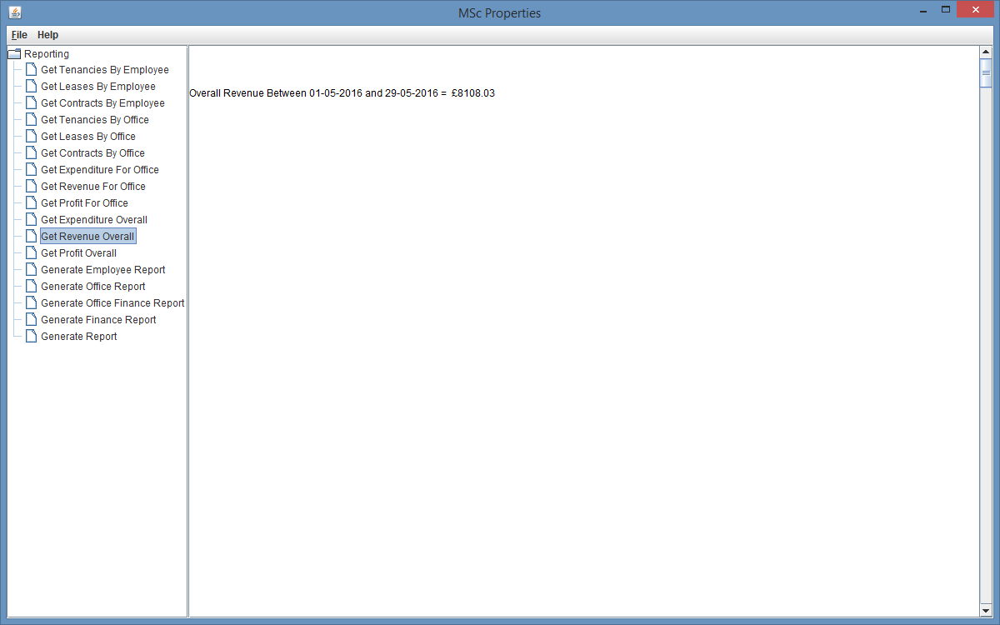 MSc Properties
File Help
Reporting
Get Tenancies By Employee
Get Leases By Employee
Get Contracts By Employee
Get Tenancies By Office
Get Leases By Office
Get Contracts By Office
Get Expenditure For Office
Get Revenue For Office
Get Profit For Office
Get Expenditure Overall
Get Revenue Overall
Get Profit Overall
Generate Employee Report
Generate Office Report
Generate Office Finance Report
Generate Finance Report
Generate Report
Overall Revenue Between 01-05-2016 and 29-05-2016 = £8108.03